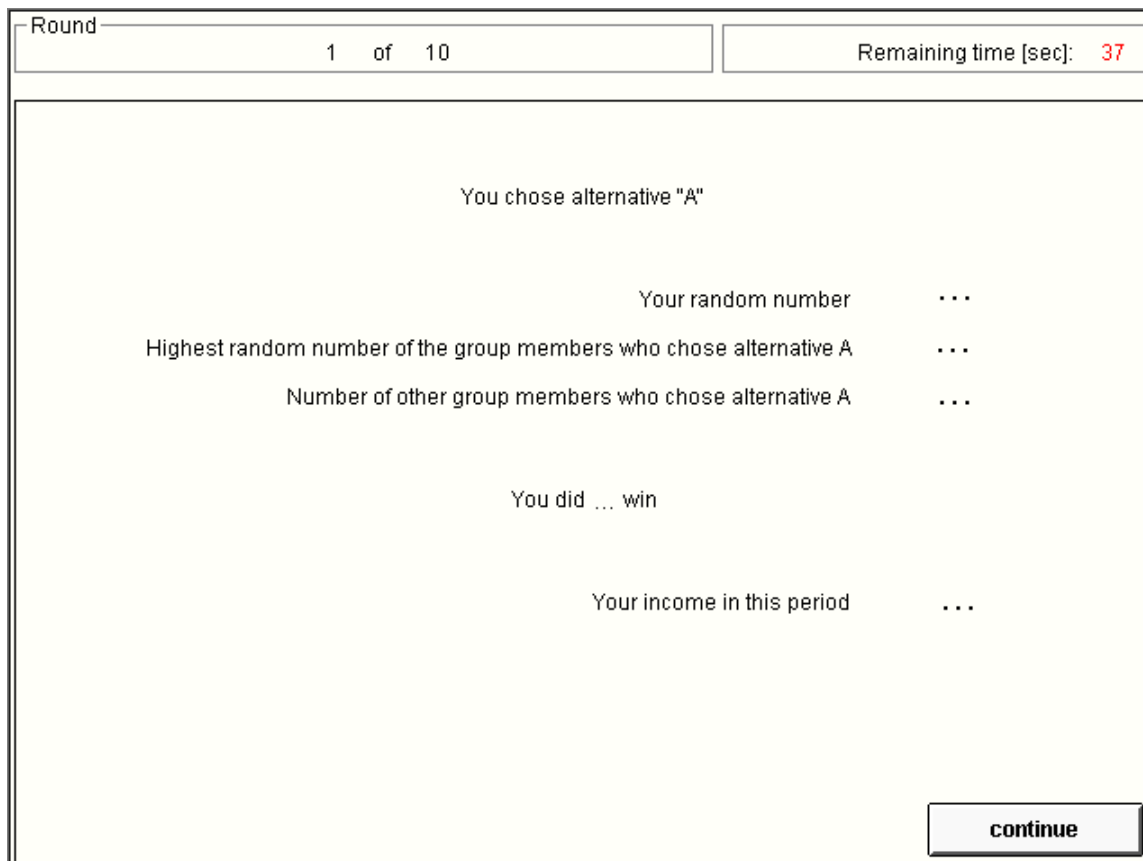 Round
1 of 10
Remaining time [sec]: 37
You chose alternative "A"
Your random number ...
Highest random number of the group members who chose alternative A ...
Number of other group members who chose alternative A ...
You did ... win
Your income in this period ...
continue